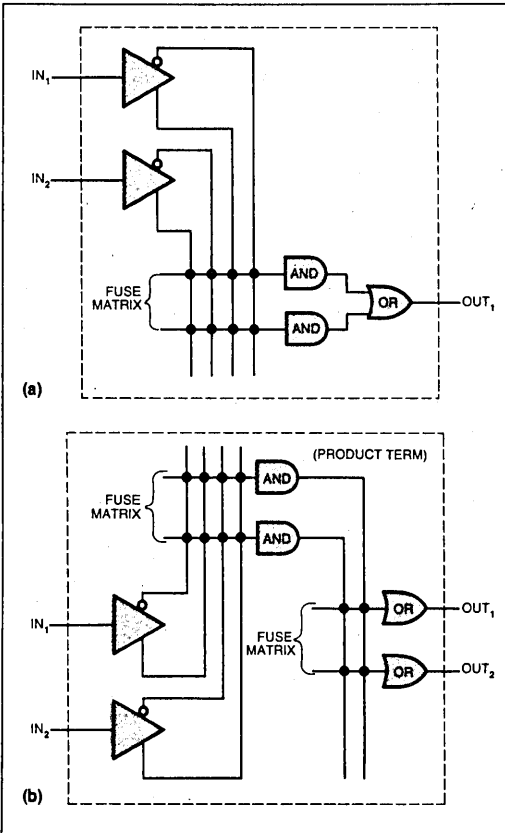 IN1
IN2
FUSE
MATRIX
AND
AND
OR
OUT1
(a)
(PRODUCT TERM)
AND
FUSE
MATRIX
AND
IN1
OR
OUT1
FUSE
MATRIX
OR
OUT2
IN2
(b)